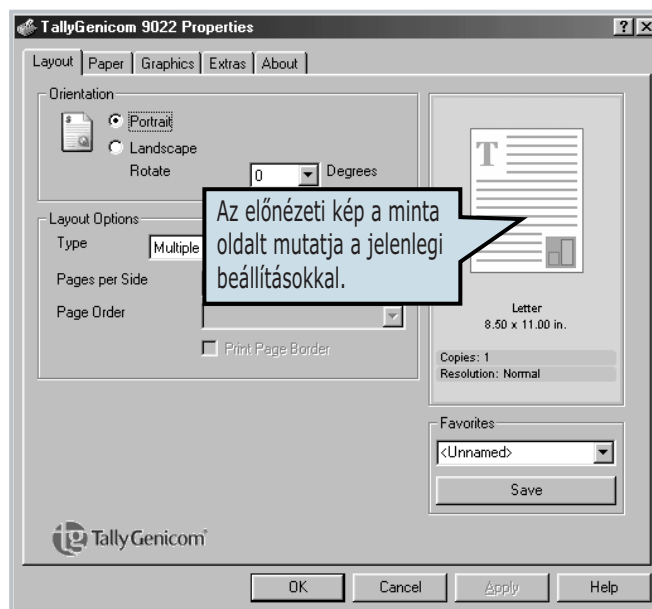 TallyGenicom 9022 Properties
Layout Paper Graphics Extras About
Orientation
Portrait
Landscape
Rotate 0 Degrees
Layout Options
Type Multiple
Pages per Side
Page Order
Print Page Border
Az előnézeti kép a minta
oldalt mutatja a jelenlegi
beállításokkal.
T
Letter
8.50 x 11.00 in.
Copies: 1
Resolution: Normal
Favorites
<Unnamed>
Save
TallyGenicom
OK Cancel Apply Help